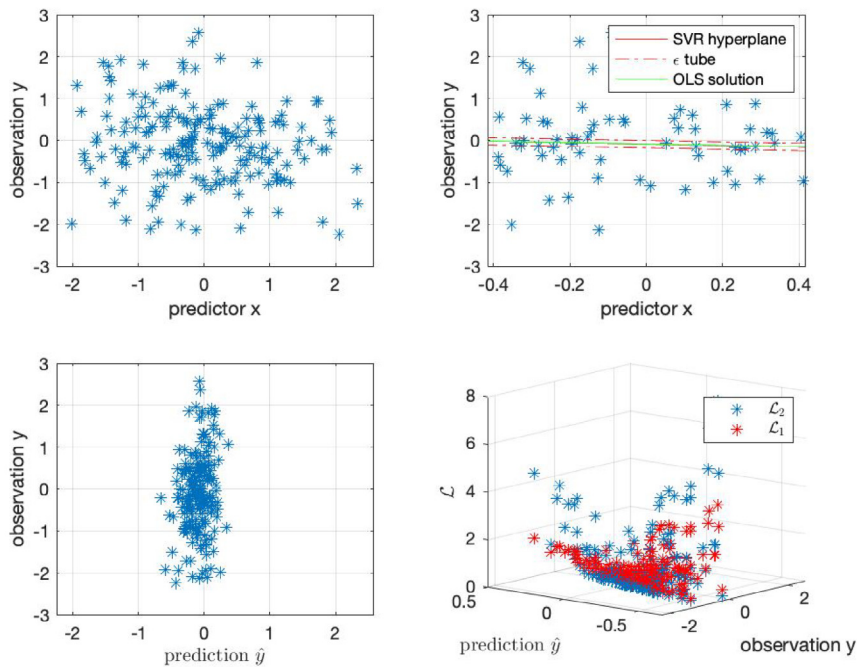 3
2
1
0
-1
-2
-3
-2 -1 0 1 2
observation y
predictor x
3
2
1
0
-1
-2
-3
-0.4 -0.2 0 0.2 0.4
observation y
predictor x
SVR hyperplane
ϵ tube
OLS solution
3
2
1
0
-1
-2
-3
-2 -1 0 1 2
observation y
prediction ŷ
8
6
4
2
0
ℒ
0.5 0 -0.5
prediction ŷ
-2 0 2
observation y
ℒ₂
ℒ₁